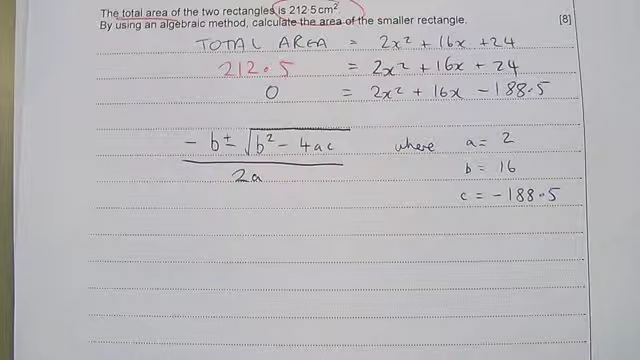 The total area of the two rectangles is 212·5 cm².
By using an algebraic method, calculate the area of the smaller rectangle. [8]
TOTAL AREA = 2x² + 16x + 24
212·5 = 2x² + 16x + 24
0 = 2x² + 16x - 188·5
- b ± √b² - 4ac where a = 2
2a b = 16
c = - 188·5